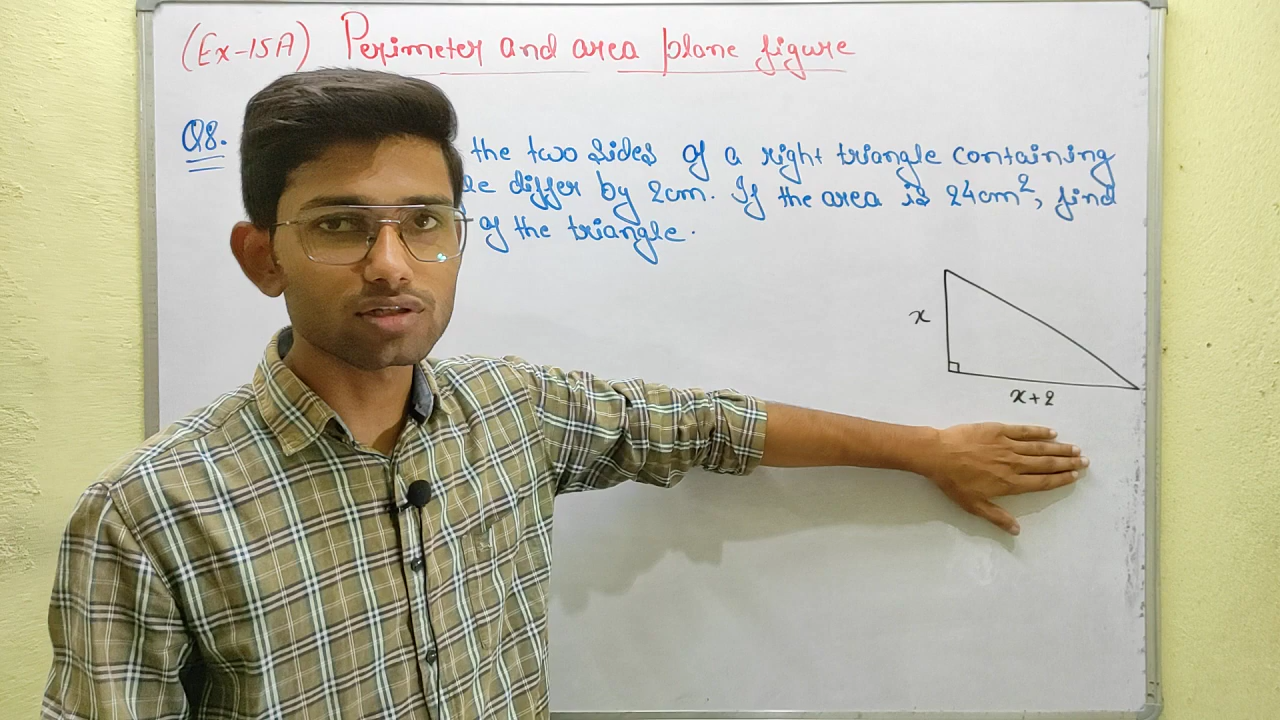 (Ex-15A) Perimeter and area plane figure
Q8. the two sides of a right triangle containing
differ by 2cm. If the area is 24cm², find
of the triangle.
x
x+2